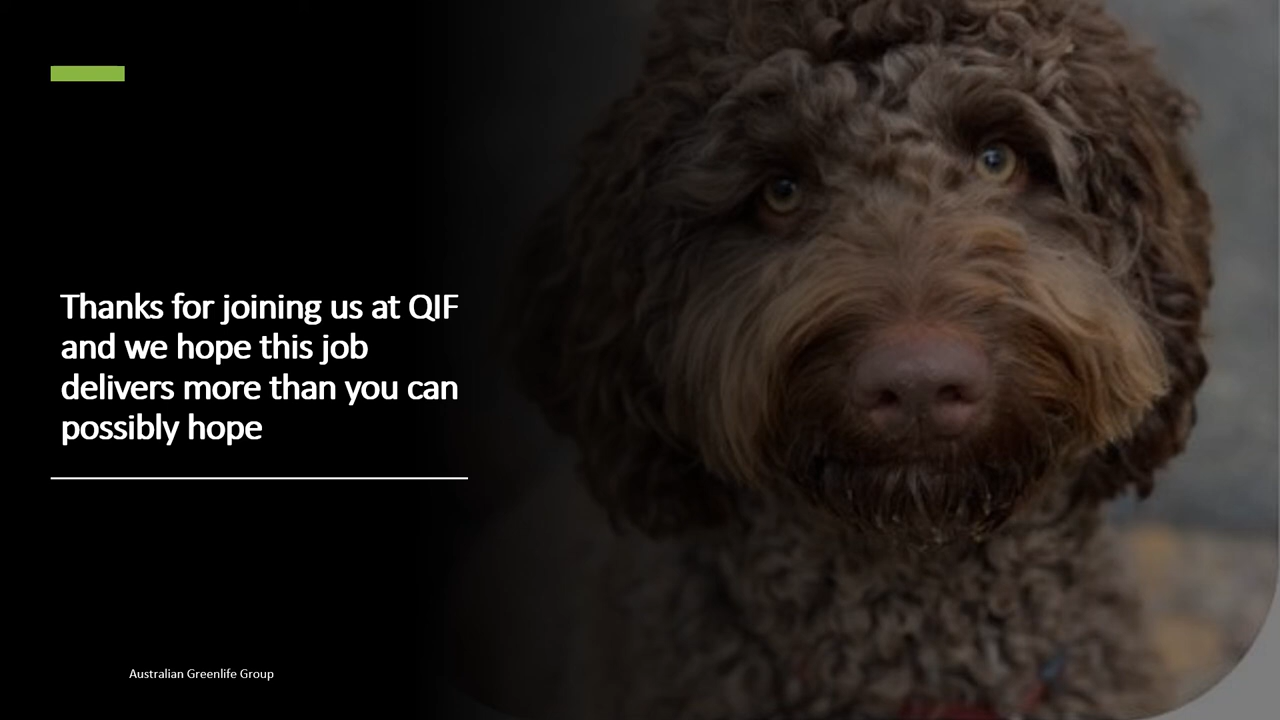 Thanks for joining us at QIF
and we hope this job
delivers more than you can
possibly hope
Australian Greenlife Group